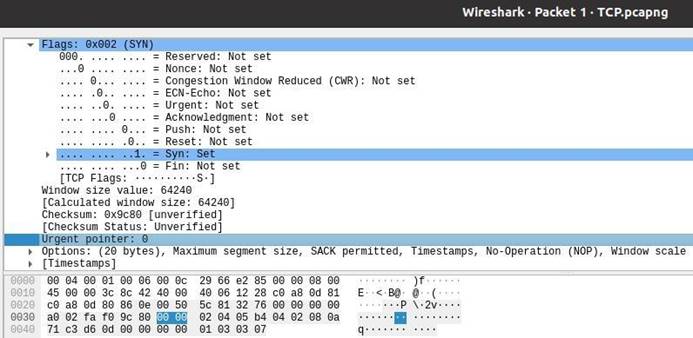 Wireshark · Packet 1 · TCP.pcapng
Flags: 0x002 (SYN)
000. .... .... = Reserved: Not set
...0 .... .... = Nonce: Not set
.... 0... .... = Congestion Window Reduced (CWR): Not set
.... .0.. .... = ECN-Echo: Not set
.... ..0. .... = Urgent: Not set
.... ...0 .... = Acknowledgment: Not set
.... .... 0... = Push: Not set
.... .... .0.. = Reset: Not set
.... .... ..1. = Syn: Set
.... .... ...0 = Fin: Not set
[TCP Flags: ··········S·]
Window size value: 64240
[Calculated window size: 64240]
Checksum: 0x9c80 [unverified]
[Checksum Status: Unverified]
Urgent pointer: 0
Options: (20 bytes), Maximum segment size, SACK permitted, Timestamps, No-Operation (NOP), Window scale
[Timestamps]
0000 00 04 00 01 00 06 00 0c 29 66 e2 85 00 00 08 00 ········ )f······
0010 45 00 00 3c 8c 42 40 00 40 06 12 28 c0 a8 0d 81 E··<·B@· @··(····
0020 c0 a8 0d 80 86 0e 00 50 5c 81 32 76 00 00 00 00 ·······P \·2v····
0030 a0 02 fa f0 9c 80 00 00 02 04 05 b4 04 02 08 0a ········ ········
0040 71 c3 d6 0d 00 00 00 00 01 03 03 07 q······· ····